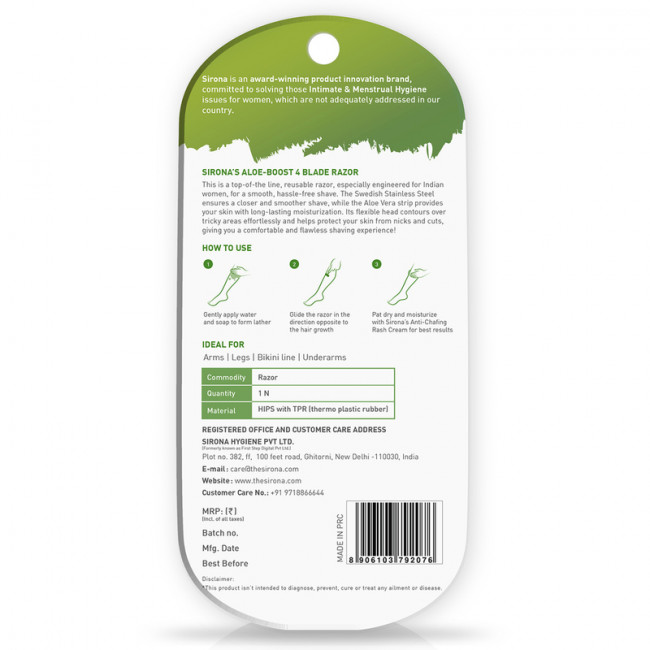 Sirona is an award-winning product innovation brand,
committed to solving those Intimate & Menstrual Hygiene
issues for women, which are not adequately addressed in our
country.
SIRONA'S ALOE-BOOST 4 BLADE RAZOR
This is a top-of-the line, reusable razor, especially engineered for Indian
women, for a smooth, hassle-free shave. The Swedish Stainless Steel
ensures a closer and smoother shave, while the Aloe Vera strip provides
your skin with long-lasting moisturization. Its flexible head contours over
tricky areas effortlessly and helps protect your skin from nicks and cuts,
giving you a comfortable and flawless shaving experience!
HOW TO USE
1
Gently apply water
and soap to form lather
2
Glide the razor in the
direction opposite to
the hair growth
3
Pat dry and moisturize
with Sirona's Anti-Chafing
Rash Cream for best results
IDEAL FOR
Arms | Legs | Bikini line | Underarms
Commodity Razor
Quantity 1 N
Material HIPS with TPR (thermo plastic rubber)
REGISTERED OFFICE AND CUSTOMER CARE ADDRESS
SIRONA HYGIENE PVT LTD.
(Formerly known as First Step Digital Pvt Ltd.)
Plot no. 382, ff, 100 feet road, Ghitorni, New Delhi -110030, India
E-mail: care@thesirona.com
Website: www.thesirona.com
Customer Care No.: +91 9718866644
MRP: (₹)
(Incl. of all taxes)
Batch no.
Mfg. Date
Best Before
MADE IN PRC
8 906103 792076
Disclaimer:
*This product isn't intended to diagnose, prevent, cure or treat any ailment or disease.